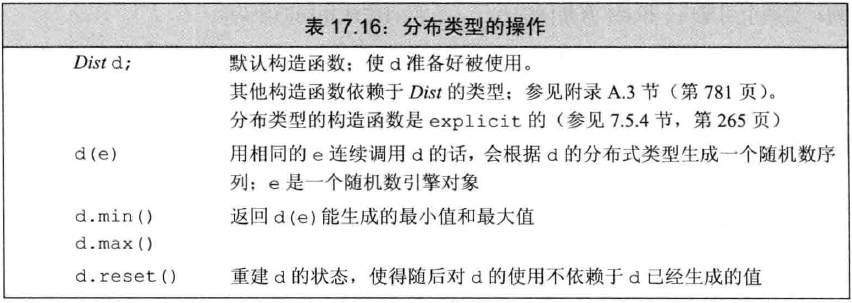 表 17.16：分布类型的操作
Dist d; 默认构造函数；使 d 准备好被使用。
其他构造函数依赖于 Dist 的类型；参见附录 A.3 节（第 781 页）。
分布类型的构造函数是 explicit 的（参见 7.5.4 节，第 265 页）
d(e) 用相同的 e 连续调用 d 的话，会根据 d 的分布式类型生成一个随机数序
列；e 是一个随机数引擎对象
d.min() 返回 d(e)能生成的最小值和最大值
d.max()
d.reset() 重建 d 的状态，使得随后对 d 的使用不依赖于 d 已经生成的值